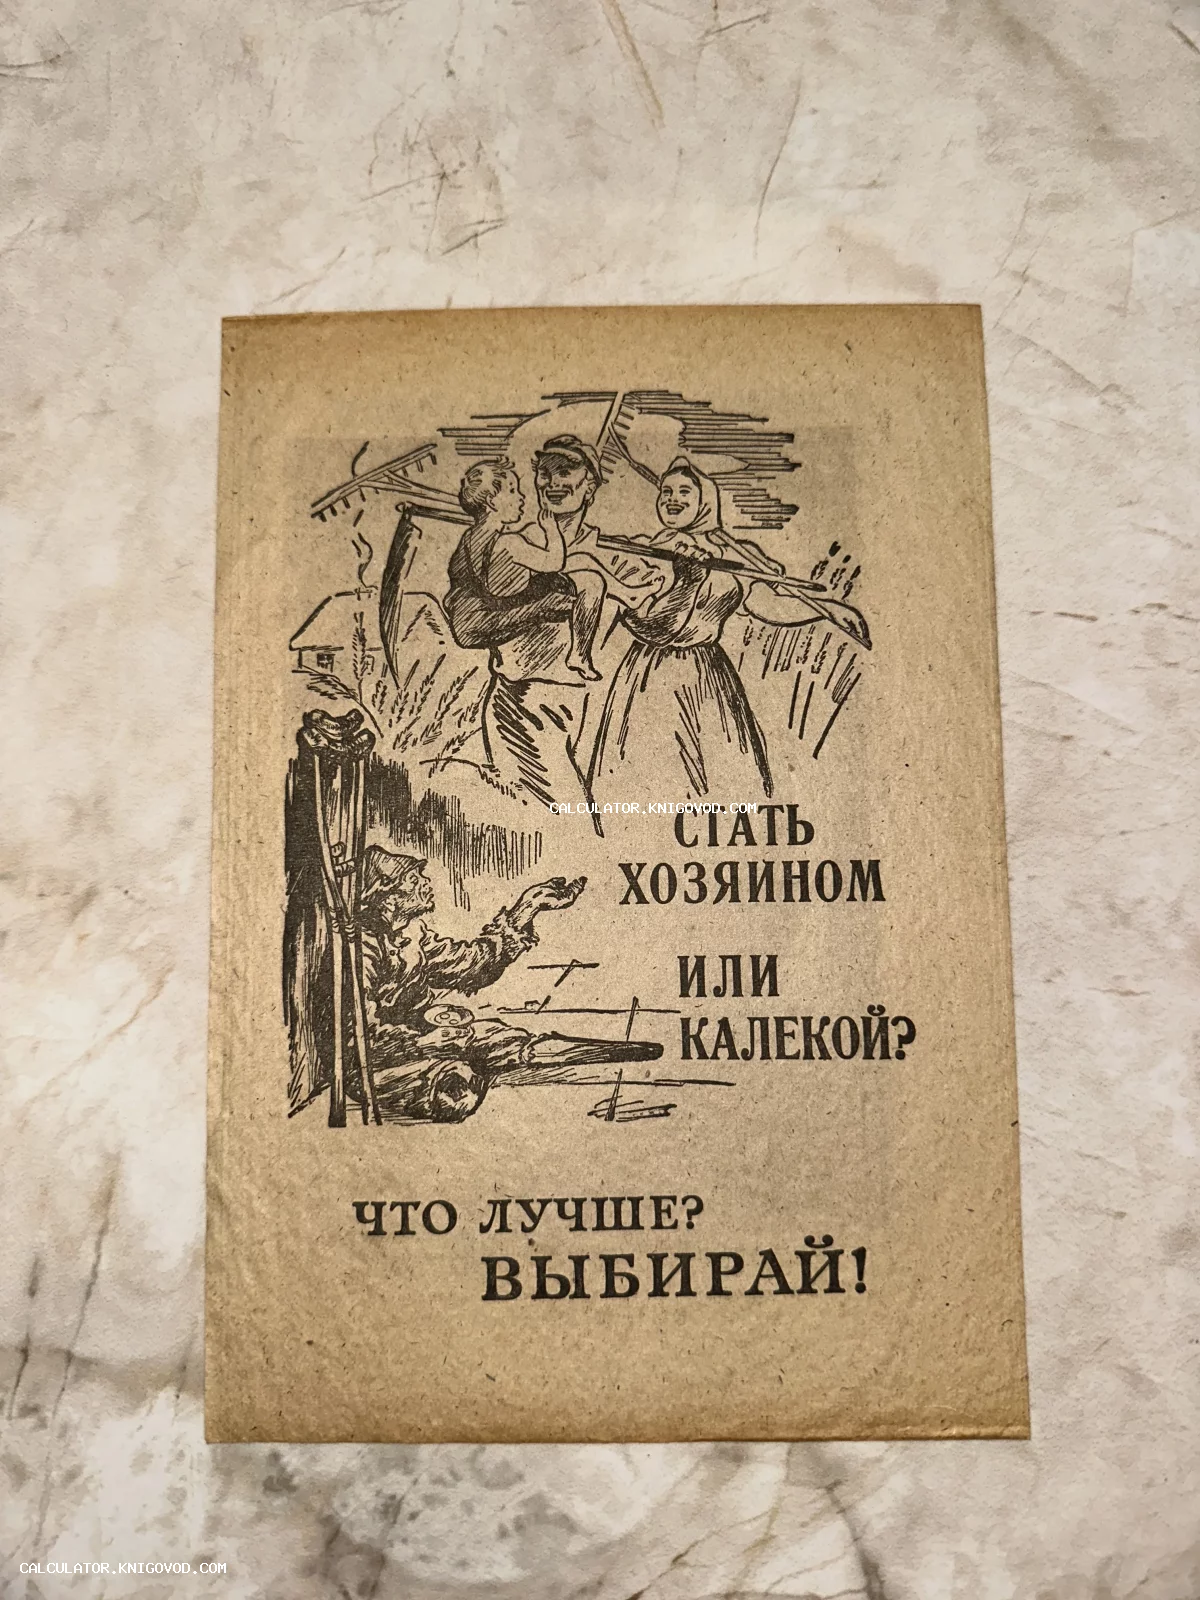 CALCULATOR.KNIGOVOD.COM
СТАТЬ
ХОЗЯИНОМ
ИЛИ
КАЛЕКОЙ?
ЧТО ЛУЧШЕ?
ВЫБИРАЙ!
CALCULATOR.KNIGOVOD.COM